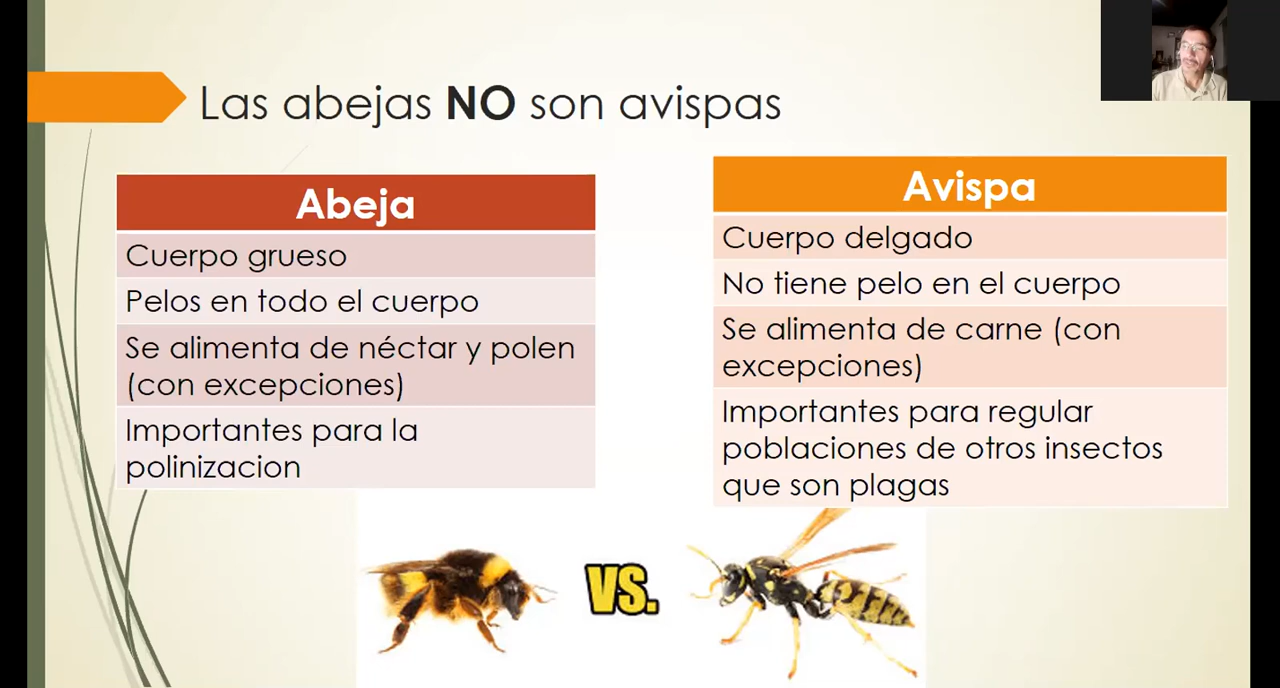 Las abejas NO son avispas
Abeja
Cuerpo grueso
Pelos en todo el cuerpo
Se alimenta de néctar y polen
(con excepciones)
Importantes para la
polinizacion
Avispa
Cuerpo delgado
No tiene pelo en el cuerpo
Se alimenta de carne (con
excepciones)
Importantes para regular
poblaciones de otros insectos
que son plagas
VS.